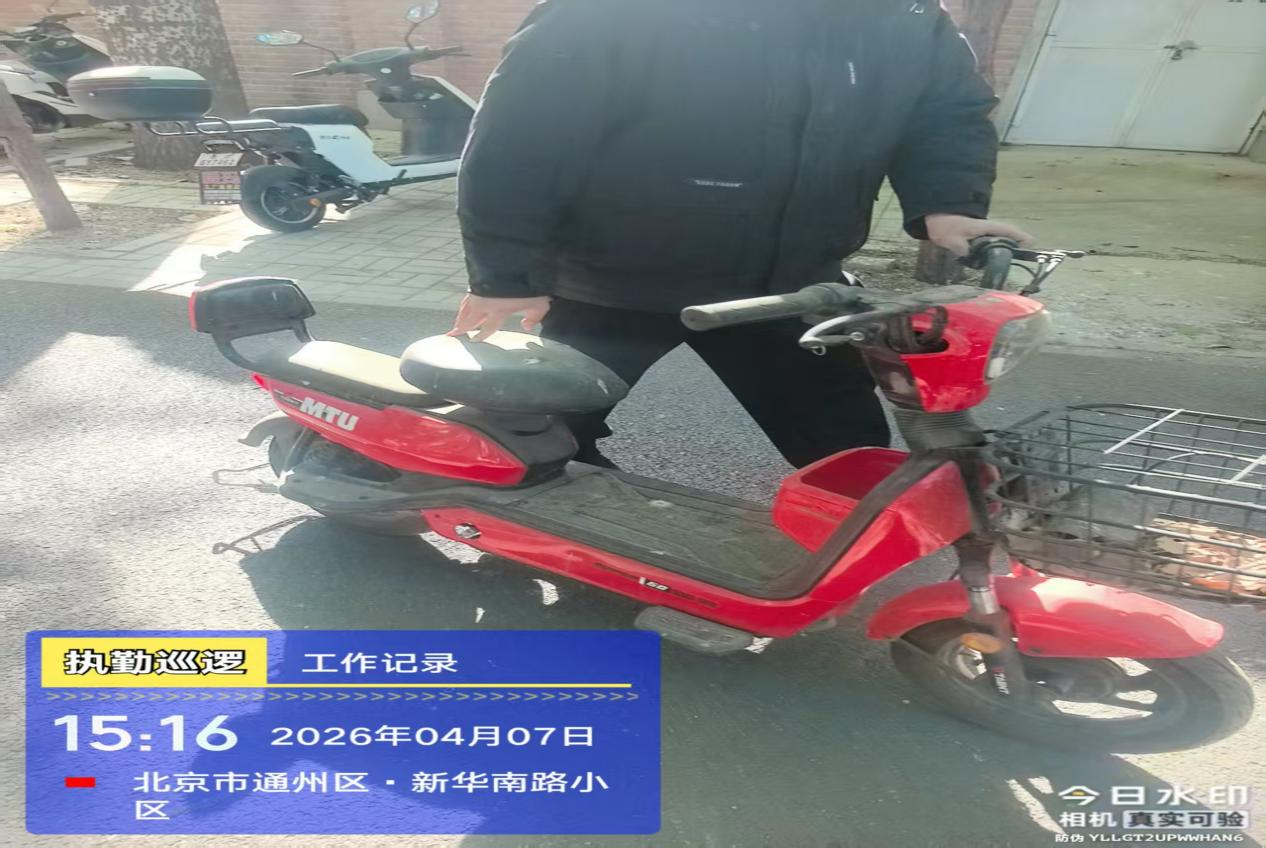 MTU
执勤巡逻
工作记录
15:16
2026年04月07日
北京市通州区·新华南路小
区
今日水印
相机 真实可验
防伪 YLLGT2UPWWHAN6